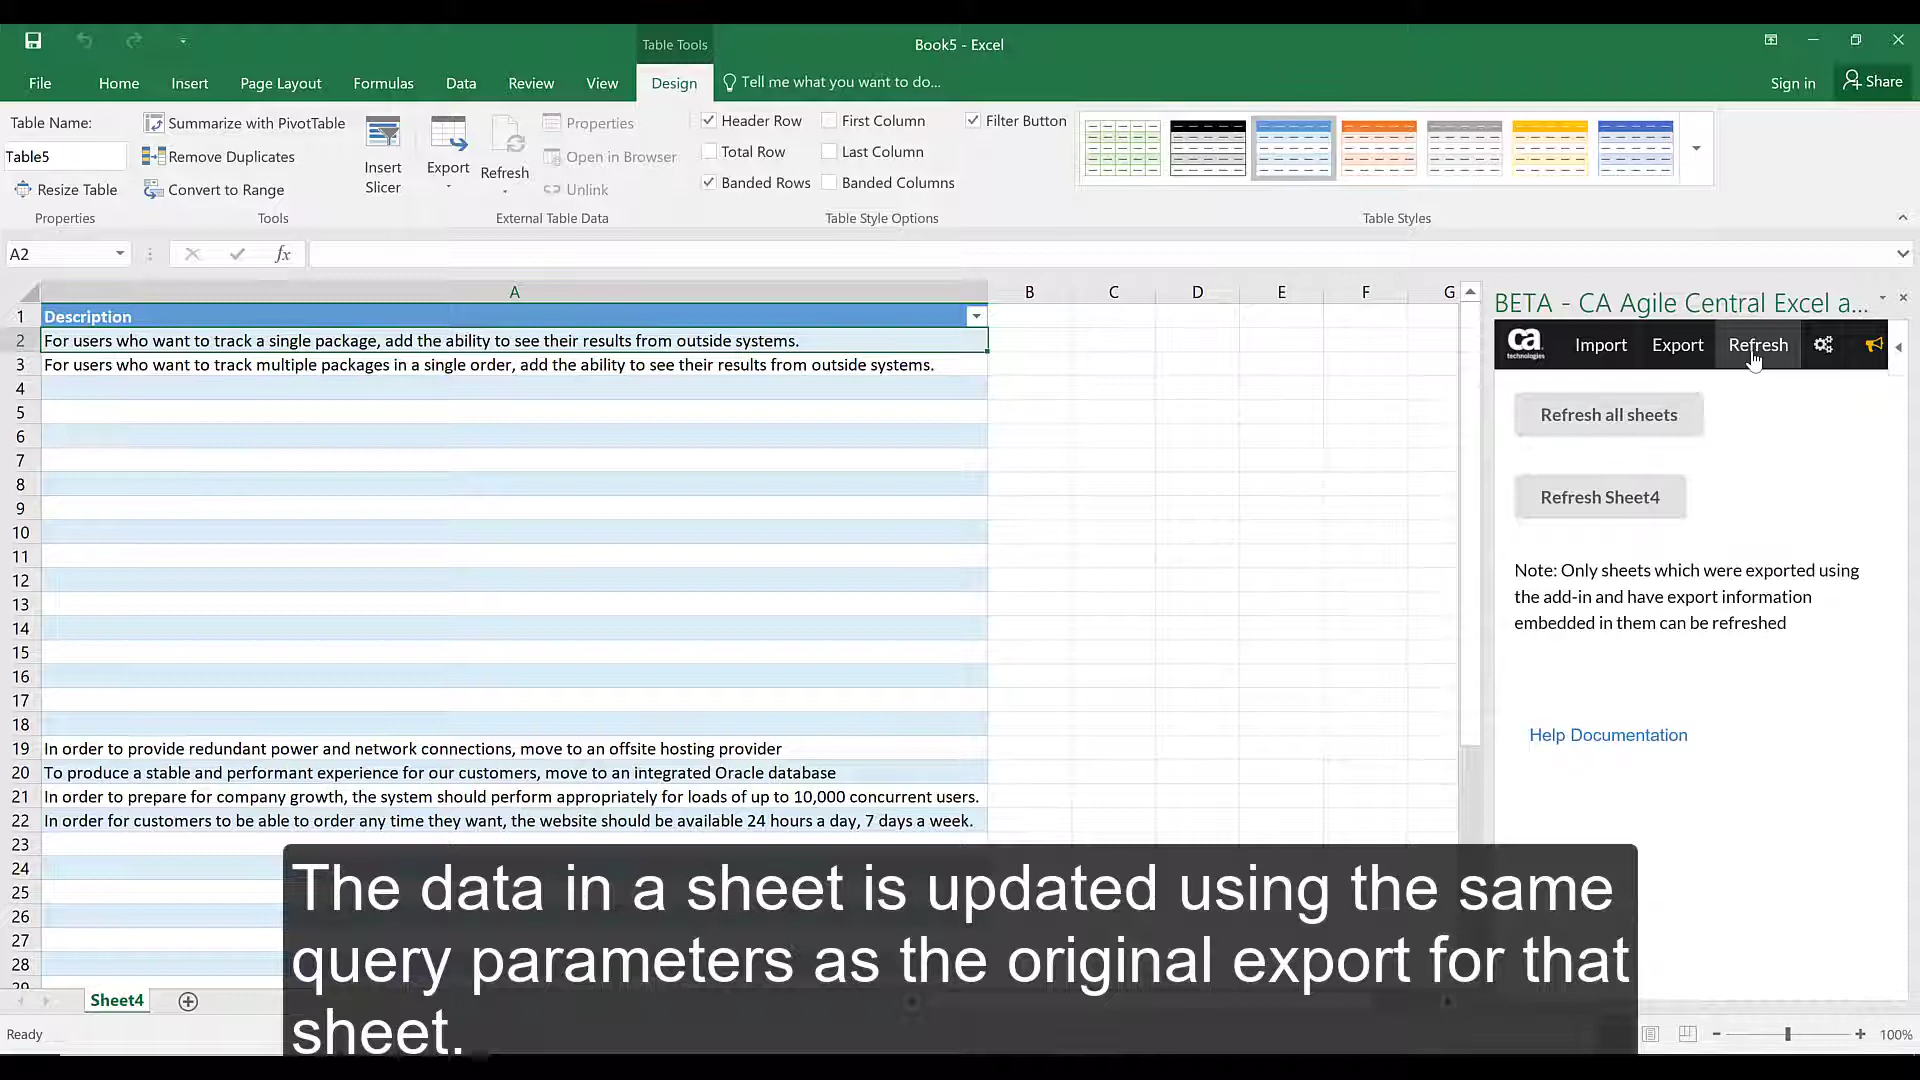 Table Tools
Book5 - Excel
File
Home
Insert
Page Layout
Formulas
Data
Review
View
Design
Tell me what you want to do...
Sign in
Share
Table Name:
Table5
Resize Table
Properties
Summarize with PivotTable
Remove Duplicates
Convert to Range
Tools
Insert
Slicer
Export
Refresh
Properties
Open in Browser
Unlink
External Table Data
Header Row
Total Row
Banded Rows
First Column
Last Column
Banded Columns
Filter Button
Table Style Options
Table Styles
A2
fx
A B C D E F G
1 Description
2 For users who want to track a single package, add the ability to see their results from outside systems.
3 For users who want to track multiple packages in a single order, add the ability to see their results from outside systems.
4
5
6
7
8
9
10
11
12
13
14
15
16
17
18
19 In order to provide redundant power and network connections, move to an offsite hosting provider
20 To produce a stable and performant experience for our customers, move to an integrated Oracle database
21 In order to prepare for company growth, the system should perform appropriately for loads of up to 10,000 concurrent users.
22 In order for customers to be able to order any time they want, the website should be available 24 hours a day, 7 days a week.
23
24
25
26
27
28
29
BETA - CA Agile Central Excel a...
ca
technologies
Import
Export
Refresh
Refresh all sheets
Refresh Sheet4
Note: Only sheets which were exported using
the add-in and have export information
embedded in them can be refreshed
Help Documentation
The data in a sheet is updated using the same
query parameters as the original export for that
sheet.
Sheet4
Ready
100%